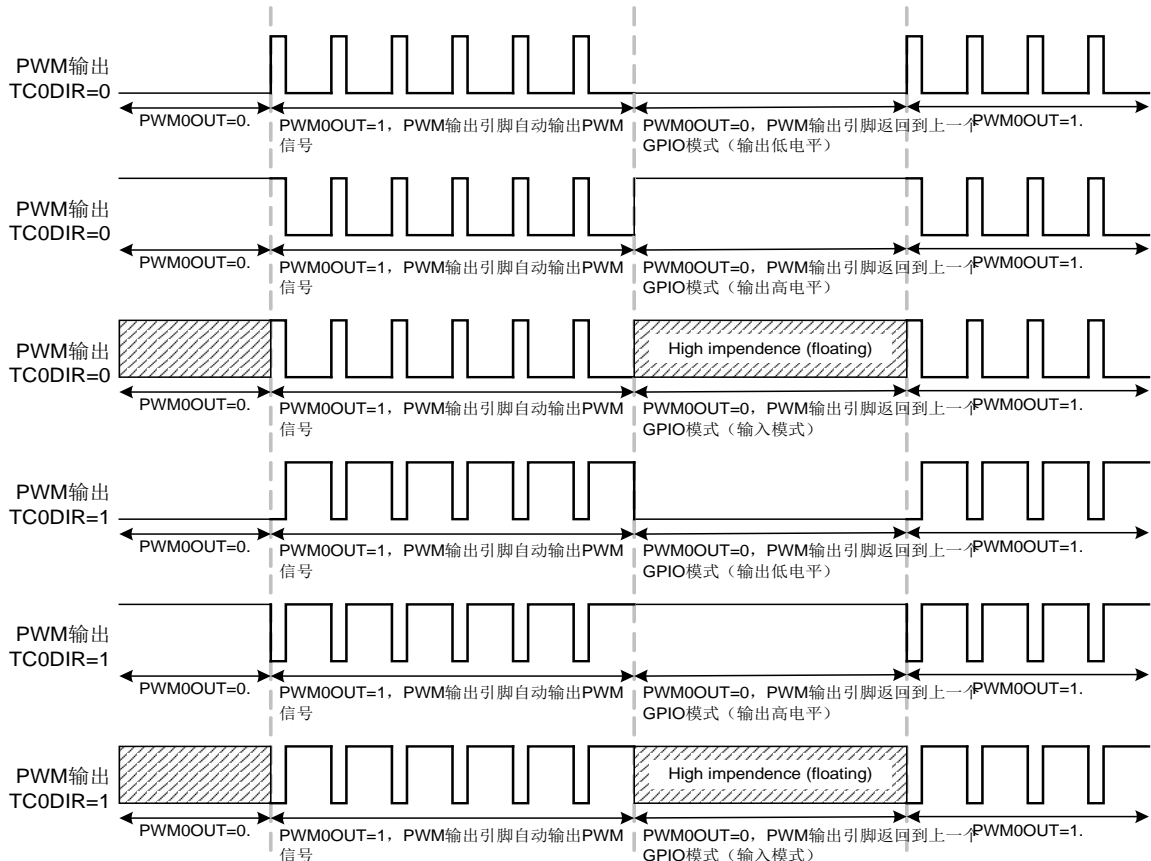 PWM输出
TC0DIR=0
PWM0OUT=0.
PWM0OUT=1，PWM输出引脚自动输出PWM
信号
PWM0OUT=0，PWM输出引脚返回到上一个
GPIO模式（输出低电平）
PWM0OUT=1.
PWM输出
TC0DIR=0
PWM0OUT=0.
PWM0OUT=1，PWM输出引脚自动输出PWM
信号
PWM0OUT=0，PWM输出引脚返回到上一个
GPIO模式（输出高电平）
PWM0OUT=1.
PWM输出
TC0DIR=0
High impendence (floating)
PWM0OUT=0.
PWM0OUT=1，PWM输出引脚自动输出PWM
信号
PWM0OUT=0，PWM输出引脚返回到上一个
GPIO模式（输入模式）
PWM0OUT=1.
PWM输出
TC0DIR=1
PWM0OUT=0.
PWM0OUT=1，PWM输出引脚自动输出PWM
信号
PWM0OUT=0，PWM输出引脚返回到上一个
GPIO模式（输出低电平）
PWM0OUT=1.
PWM输出
TC0DIR=1
PWM0OUT=0.
PWM0OUT=1，PWM输出引脚自动输出PWM
信号
PWM0OUT=0，PWM输出引脚返回到上一个
GPIO模式（输出高电平）
PWM0OUT=1.
PWM输出
TC0DIR=1
High impendence (floating)
PWM0OUT=0.
PWM0OUT=1，PWM输出引脚自动输出PWM
信号
PWM0OUT=0，PWM输出引脚返回到上一个
GPIO模式（输入模式）
PWM0OUT=1.